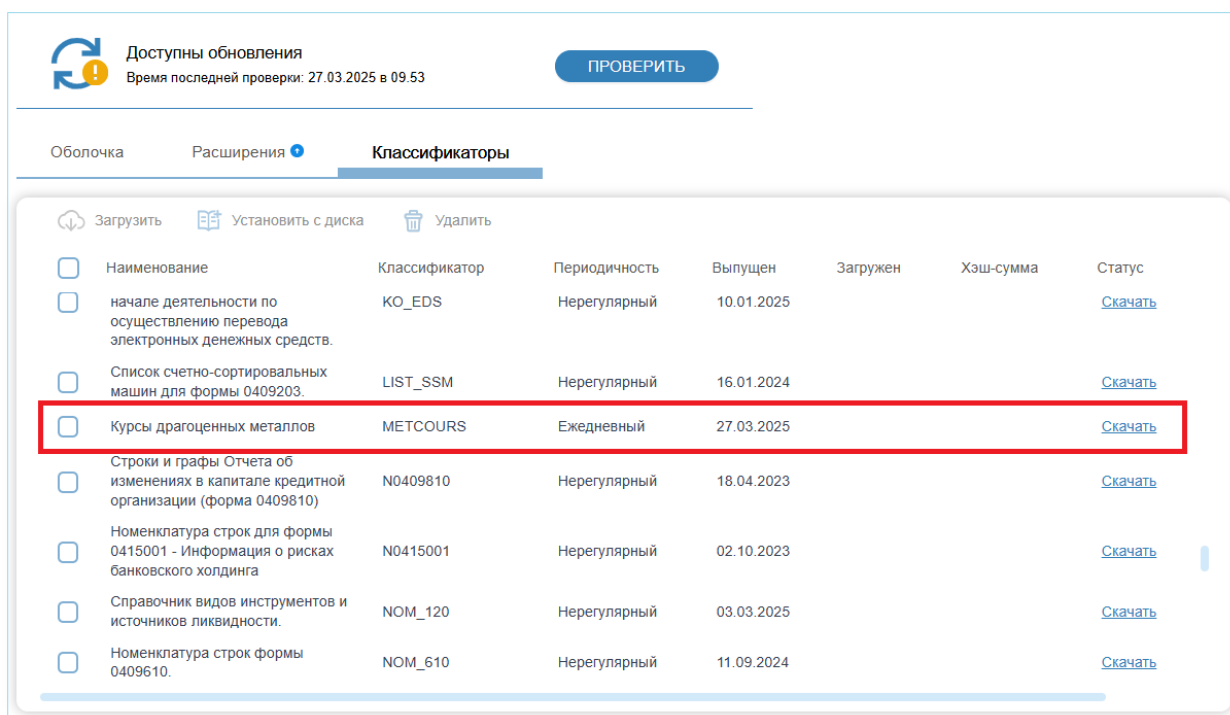 Доступны обновления
Время последней проверки: 27.03.2025 в 09.53
ПРОВЕРИТЬ
Оболочка Расширения Классификаторы
Загрузить Установить с диска Удалить
Наименование Классификатор Периодичность Выпущен Загружен Хэш-сумма Статус
начале деятельности по KO_EDS Нерегулярный 10.01.2025 Скачать
осуществлению перевода
электронных денежных средств.
Список счетно-сортировальных
машин для формы 0409203. LIST_SSM Нерегулярный 16.01.2024 Скачать
Курсы драгоценных металлов METCOURS Ежедневный 27.03.2025 Скачать
Строки и графы Отчета об
изменениях в капитале кредитной N0409810 Нерегулярный 18.04.2023 Скачать
организации (форма 0409810)
Номенклатура строк для формы
0415001 - Информация о рисках N0415001 Нерегулярный 02.10.2023 Скачать
банковского холдинга
Справочник видов инструментов и
источников ликвидности. NOM_120 Нерегулярный 03.03.2025 Скачать
Номенклатура строк формы
0409610. NOM_610 Нерегулярный 11.09.2024 Скачать